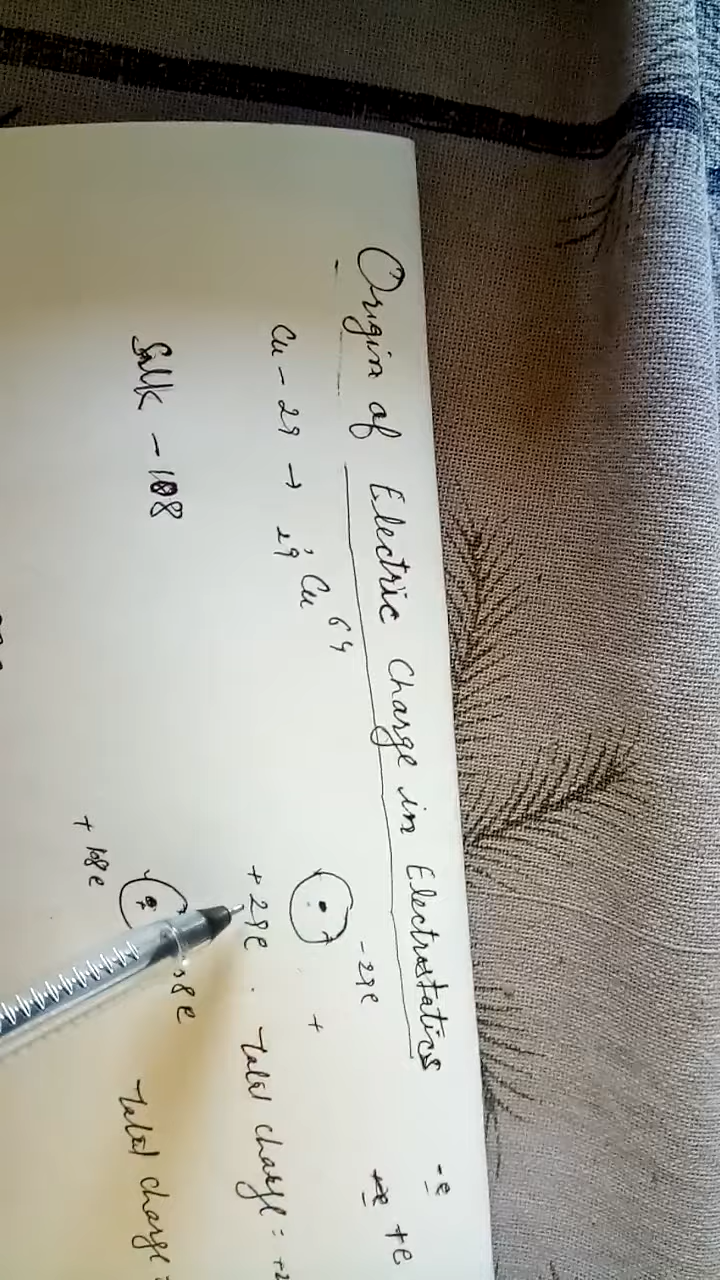 Origin of Electric Charge in Electrostatics
-e
+e
Cu - 29 → 29 Cu 64
-29e
+
+29e . Total charge = +2
Silk - 108
+ 108e
Total charge =